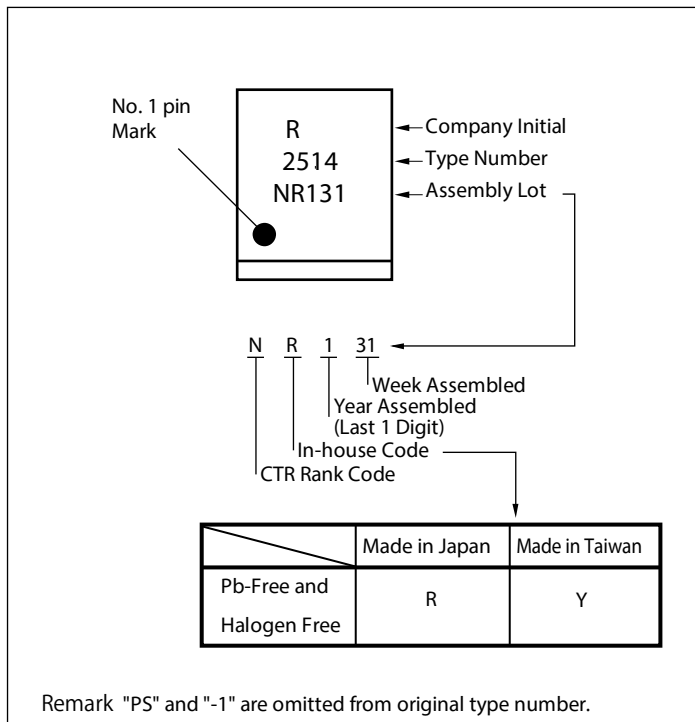 No. 1 pin
Mark
R
2514
NR131
Company Initial
Type Number
Assembly Lot
N R 1 31
Week Assembled
Year Assembled
(Last 1 Digit)
In-house Code
CTR Rank Code
Made in Japan Made in Taiwan
Pb-Free and
Halogen Free
R Y
Remark "PS" and "-1" are omitted from original type number.